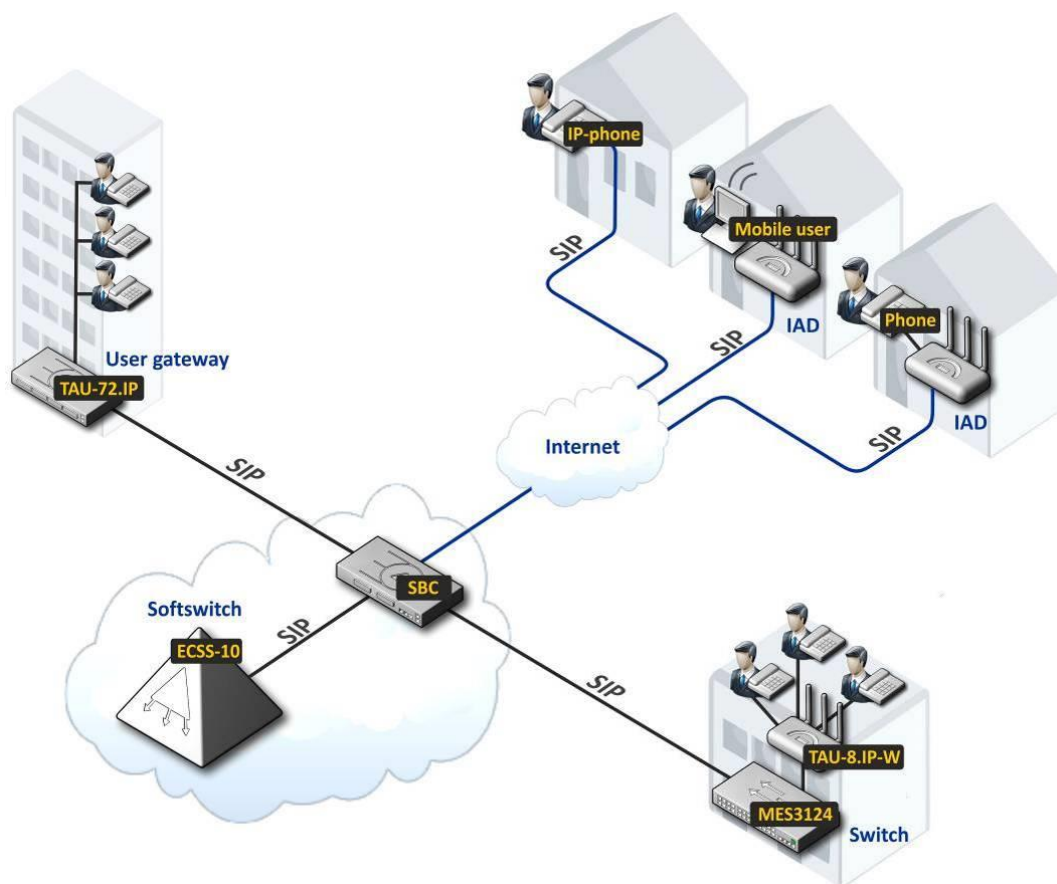 IP-phone
SIP
Mobile user
IAD
SIP
Phone
IAD
SIP
User gateway
TAU-72.IP
SIP
Internet
SBC
Softswitch
ECSS-10
SIP
SIP
TAU-8.IP-W
MES3124
Switch